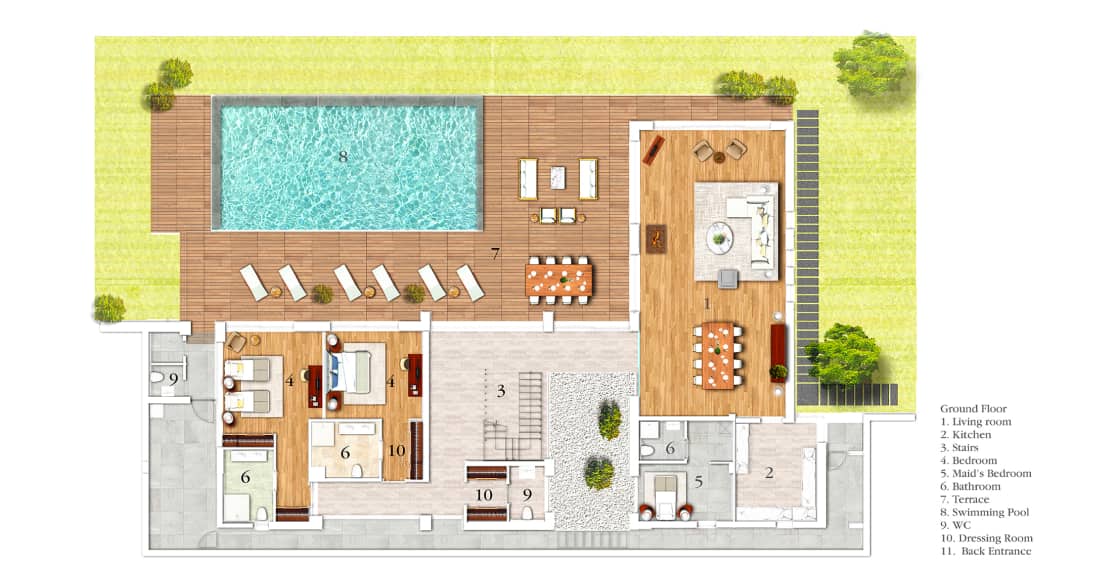 8
7
1
9
4
4
3
6
10
6
6
5
2
10
9
Ground Floor
1. Living room
2. Kitchen
3. Stairs
4. Bedroom
5. Maid's Bedroom
6. Bathroom
7. Terrace
8. Swimming Pool
9. WC
10. Dressing Room
11. Back Entrance